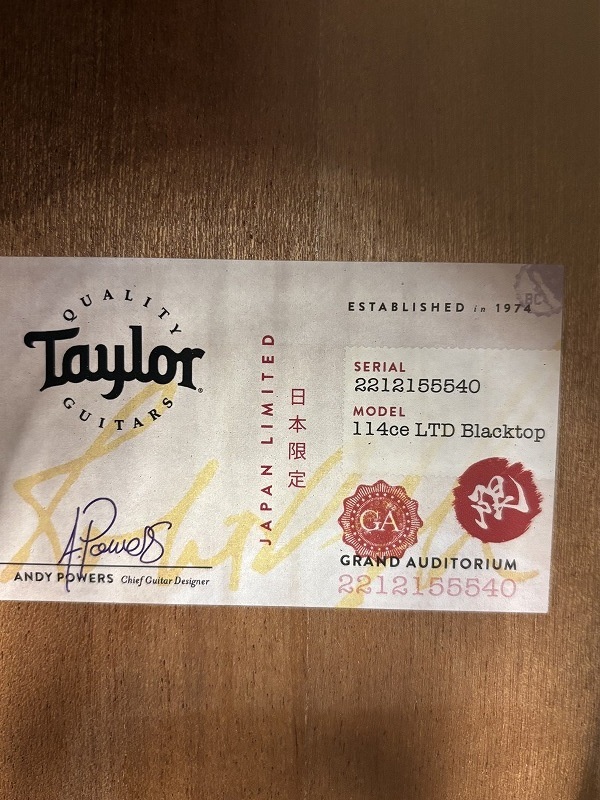 QUALITY
Taylor
GUITARS
ESTABLISHED in 1974
JAPAN LIMITED
日本限定
SERIAL
2212155540
MODEL
114ce LTD Blacktop
GA
GRAND AUDITORIUM
2212155540
A.Powers
ANDY POWERS Chief Guitar Designer